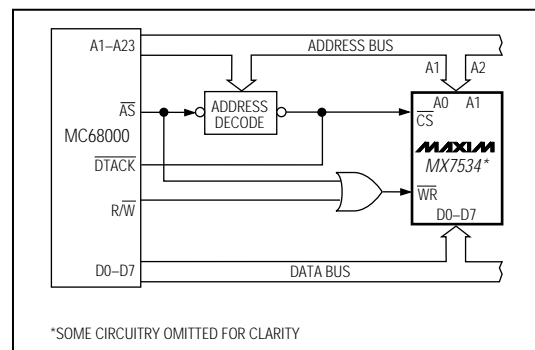 A1–A23
ADDRESS BUS
A1
A2
AS
ADDRESS
DECODE
A0 A1
CS
MC68000
MAXIM
MX7534*
DTACK
WR
R/W
D0–D7
D0–D7
DATA BUS
*SOME CIRCUITRY OMITTED FOR CLARITY